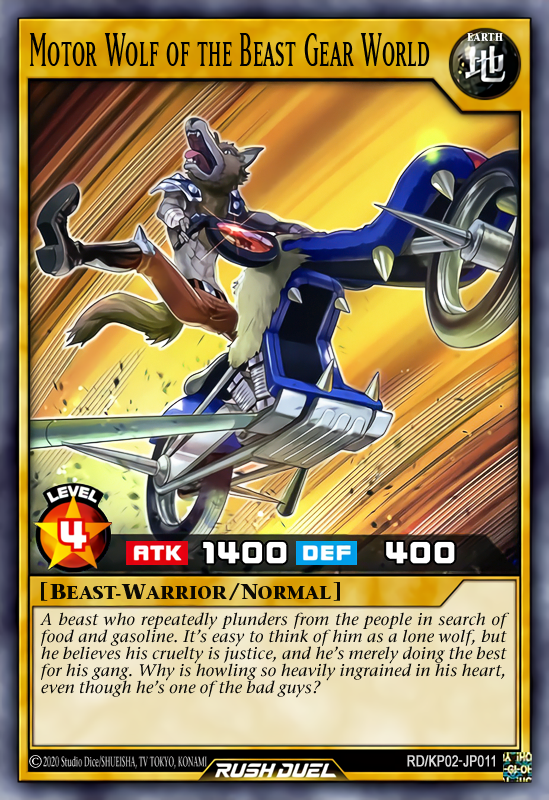 Motor Wolf of the Beast Gear World
EARTH
地
LEVEL
4
ATK 1400 DEF 400
[Beast-Warrior/Normal]
A beast who repeatedly plunders from the people in search of
food and gasoline. It's easy to think of him as a lone wolf, but
he believes his cruelty is justice, and he's merely doing the best
for his gang. Why is howling so heavily ingrained in his heart,
even though he's one of the bad guys?
©2020 Studio Dice/SHUEISHA, TV TOKYO, KONAMI
RUSH DUEL
RD/KP02-JP011